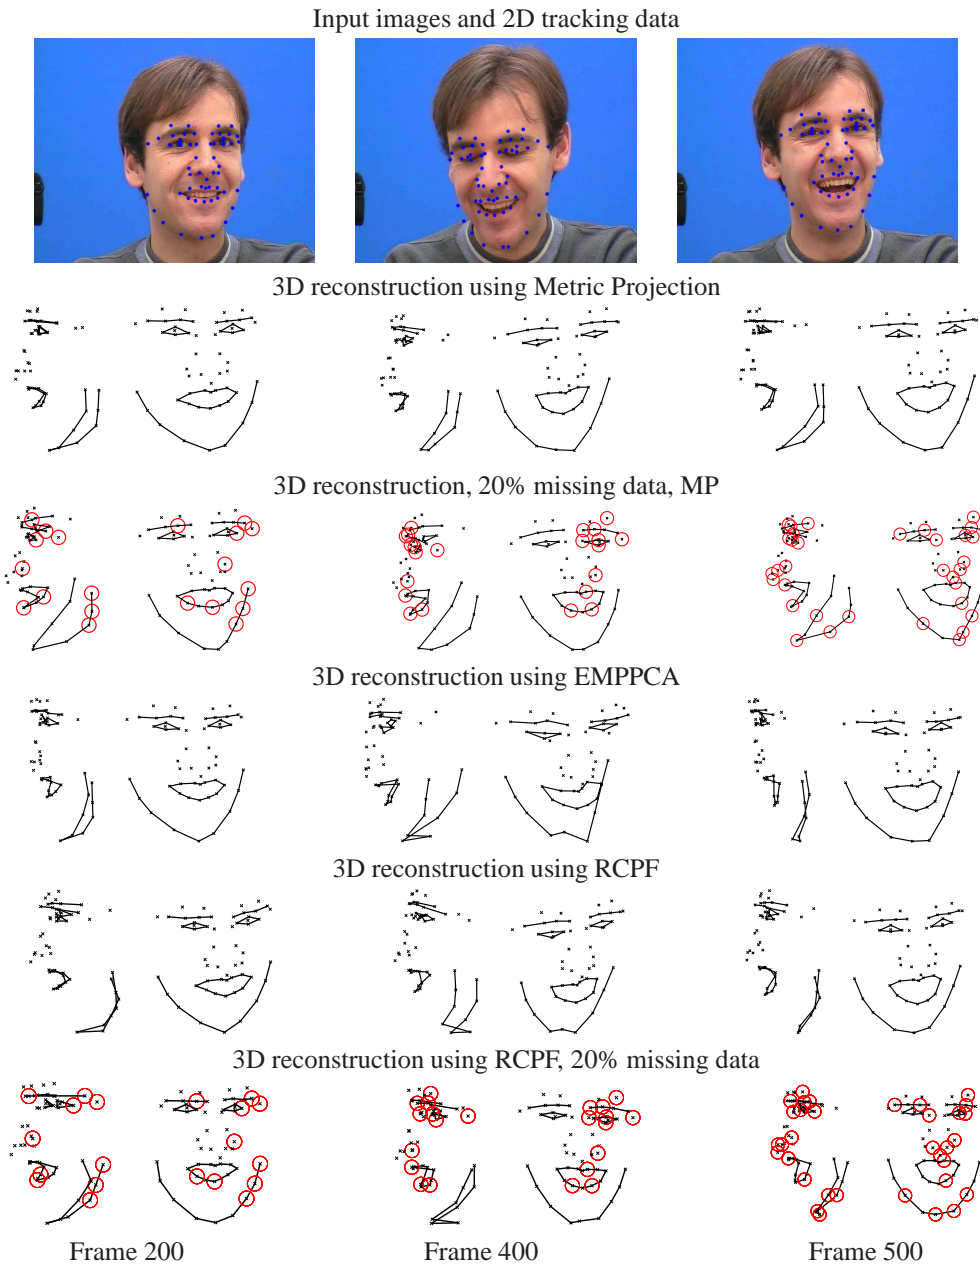 Input images and 2D tracking data
3D reconstruction using Metric Projection
3D reconstruction, 20% missing data, MP
3D reconstruction using EMPPCA
3D reconstruction using RCPF
3D reconstruction using RCPF, 20% missing data
Frame 200
Frame 400
Frame 500